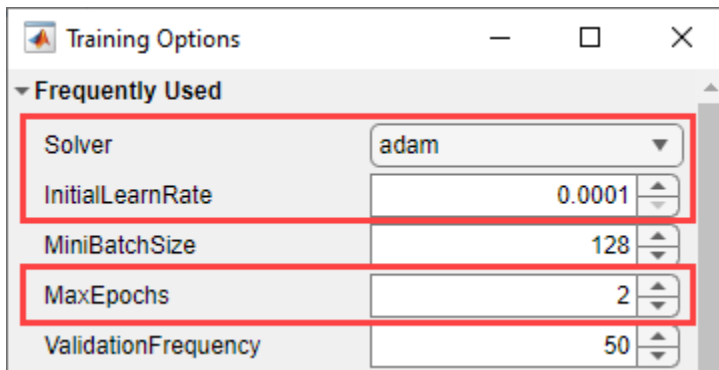 Training Options
Frequently Used
Solver adam
InitialLearnRate 0.0001
MiniBatchSize 128
MaxEpochs 2
ValidationFrequency 50